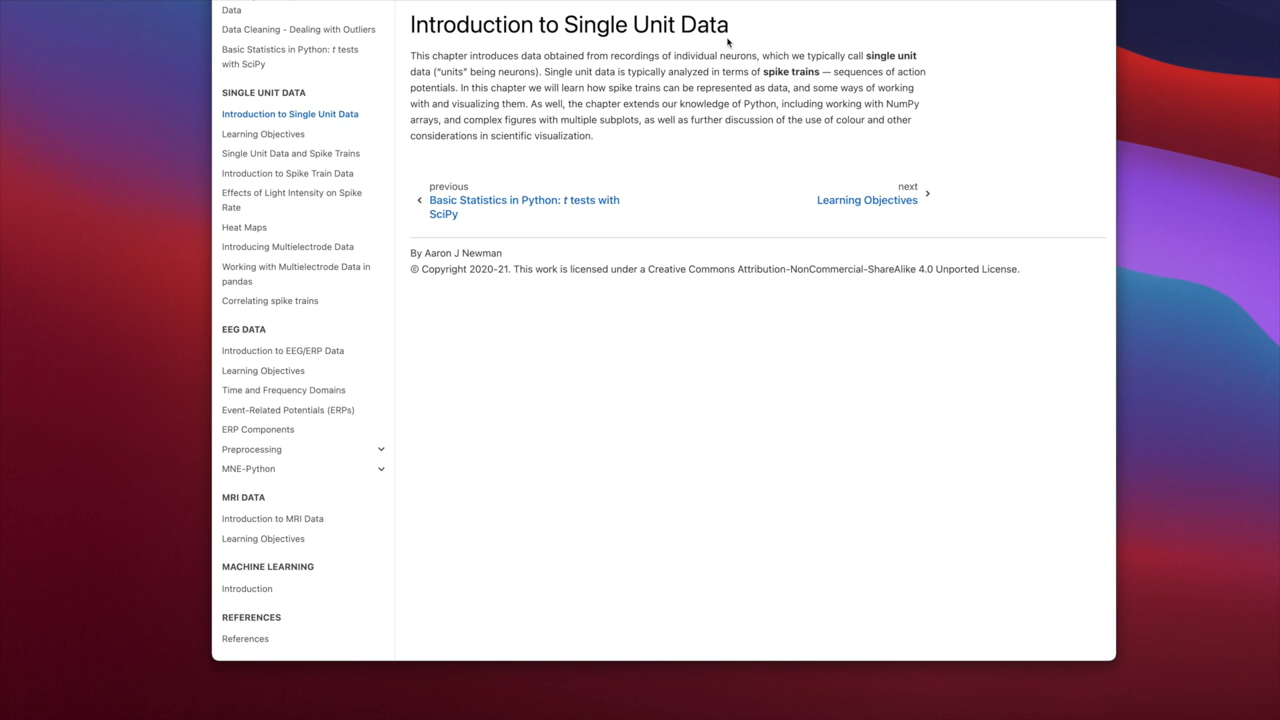 Data
Data Cleaning - Dealing with Outliers
Basic Statistics in Python: t tests
with SciPy
SINGLE UNIT DATA
Introduction to Single Unit Data
Learning Objectives
Single Unit Data and Spike Trains
Introduction to Spike Train Data
Effects of Light Intensity on Spike
Rate
Heat Maps
Introducing Multielectrode Data
Working with Multielectrode Data in
pandas
Correlating spike trains
EEG DATA
Introduction to EEG/ERP Data
Learning Objectives
Time and Frequency Domains
Event-Related Potentials (ERPs)
ERP Components
Preprocessing
MNE-Python
MRI DATA
Introduction to MRI Data
Learning Objectives
MACHINE LEARNING
Introduction
REFERENCES
References
Introduction to Single Unit Data
This chapter introduces data obtained from recordings of individual neurons, which we typically call single unit
data (“units” being neurons). Single unit data is typically analyzed in terms of spike trains — sequences of action
potentials. In this chapter we will learn how spike trains can be represented as data, and some ways of working
with and visualizing them. As well, the chapter extends our knowledge of Python, including working with NumPy
arrays, and complex figures with multiple subplots, as well as further discussion of the use of colour and other
considerations in scientific visualization.
previous
Basic Statistics in Python: t tests with
SciPy
next
Learning Objectives
By Aaron J Newman
© Copyright 2020-21. This work is licensed under a Creative Commons Attribution-NonCommercial-ShareAlike 4.0 Unported License.